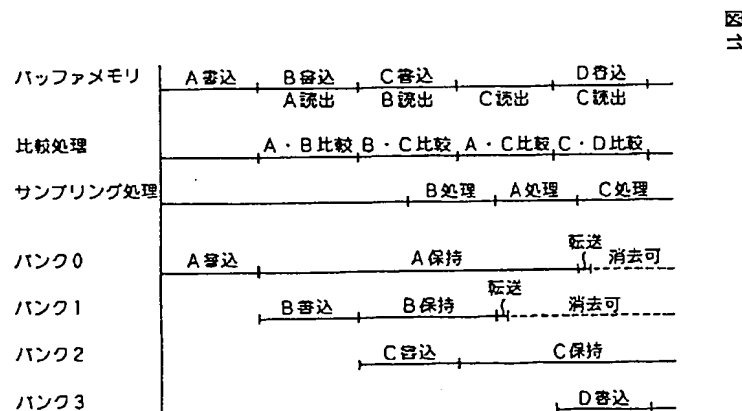 図11
バッファメモリ A書込 B書込 C書込 D書込
A読出 B読出 C読出 C読出
比較処理 A・B比較 B・C比較 A・C比較 C・D比較
サンプリング処理 B処理 A処理 C処理
バンク0 A書込 A保持 転送 消去可
バンク1 B書込 B保持 転送 消去可
バンク2 C書込 C保持
バンク3 D書込